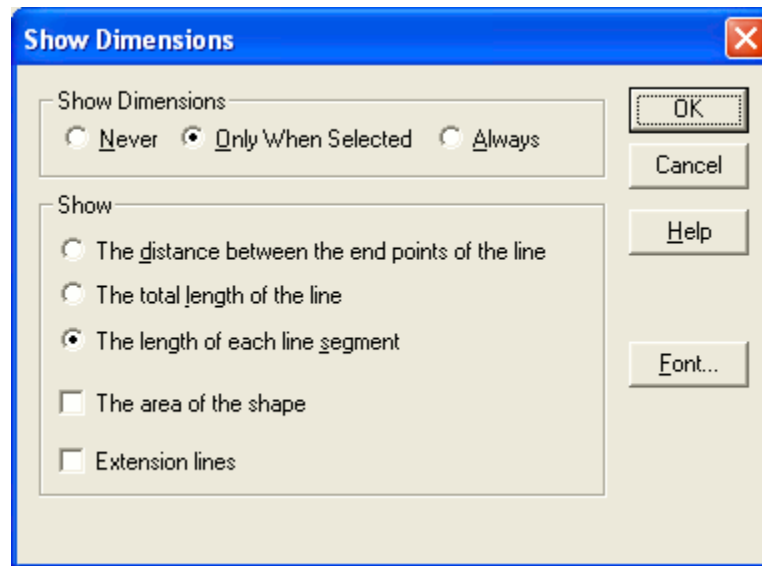 Show Dimensions
Show Dimensions
Never Only When Selected Always
OK
Cancel
Show
Help
The distance between the end points of the line
The total length of the line
The length of each line segment
Font...
The area of the shape
Extension lines